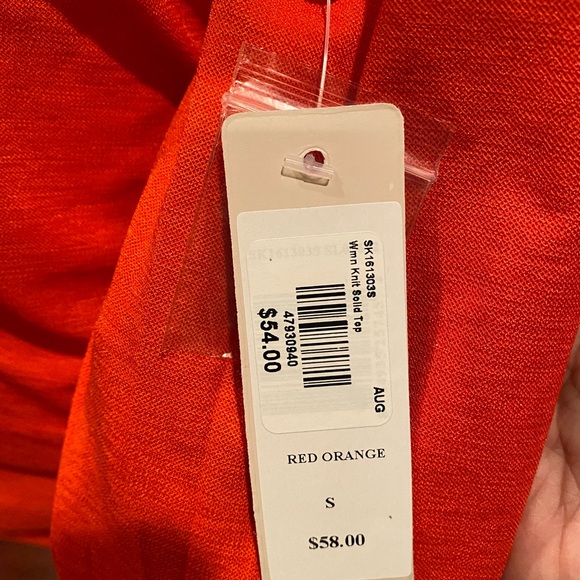 SK161303S
Wmn Knit Solid Top
47930940
$54.00
AUG
RED ORANGE
S
$58.00